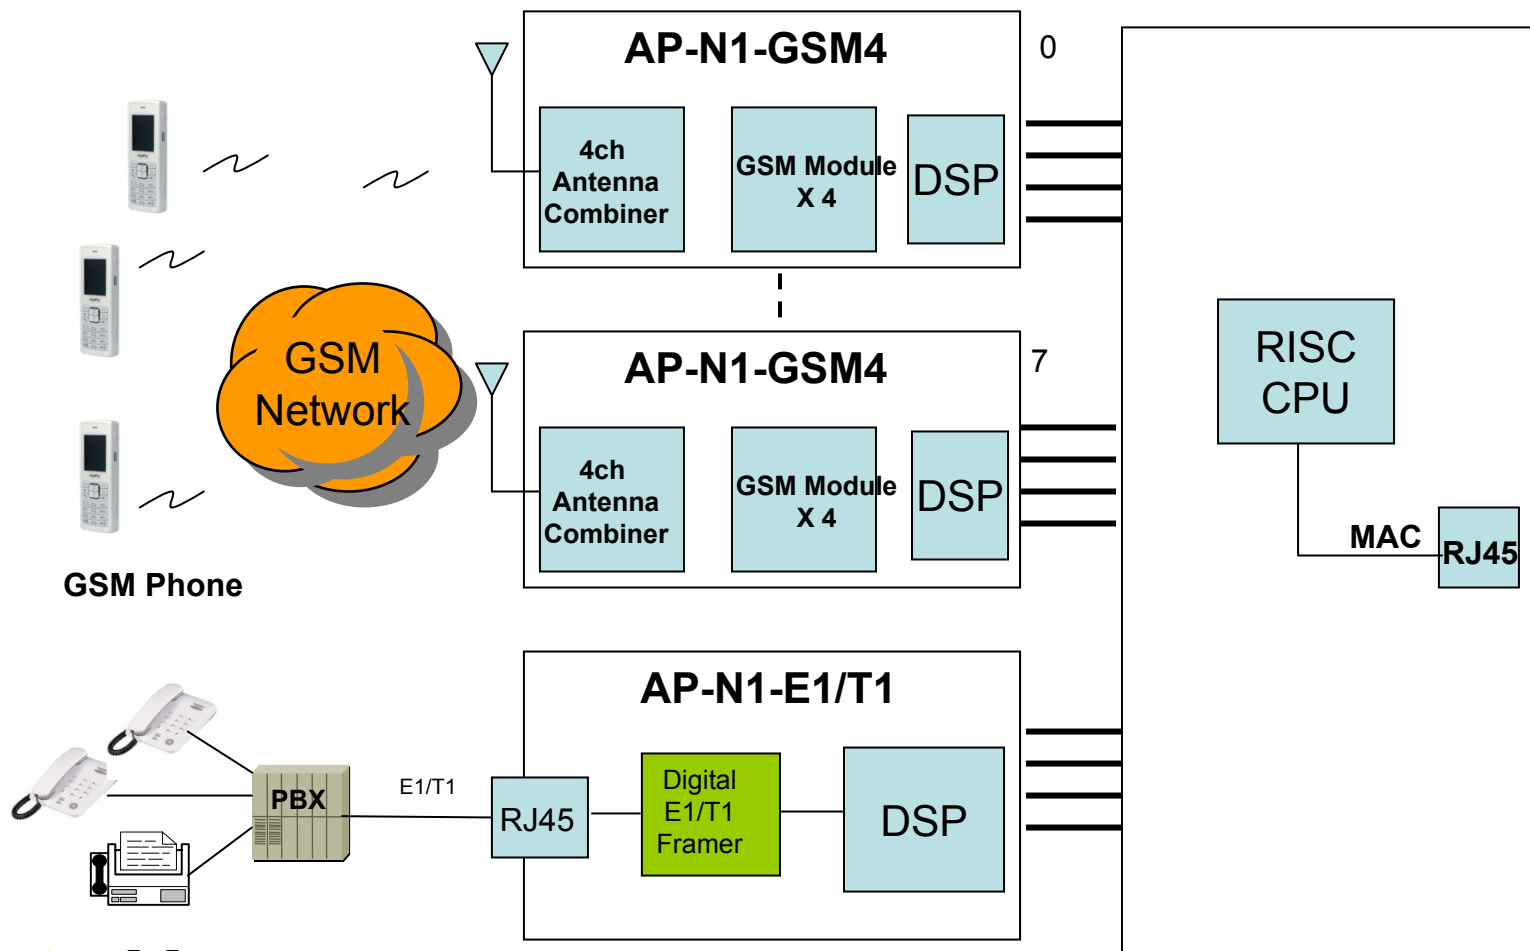 AP-N1-GSM4
0
4ch
Antenna
Combiner
GSM Module
X 4
DSP
GSM
Network
AP-N1-GSM4
7
4ch
Antenna
Combiner
GSM Module
X 4
DSP
RISC
CPU
MAC
RJ45
GSM Phone
AP-N1-E1/T1
PBX
E1/T1
RJ45
Digital
E1/T1
Framer
DSP